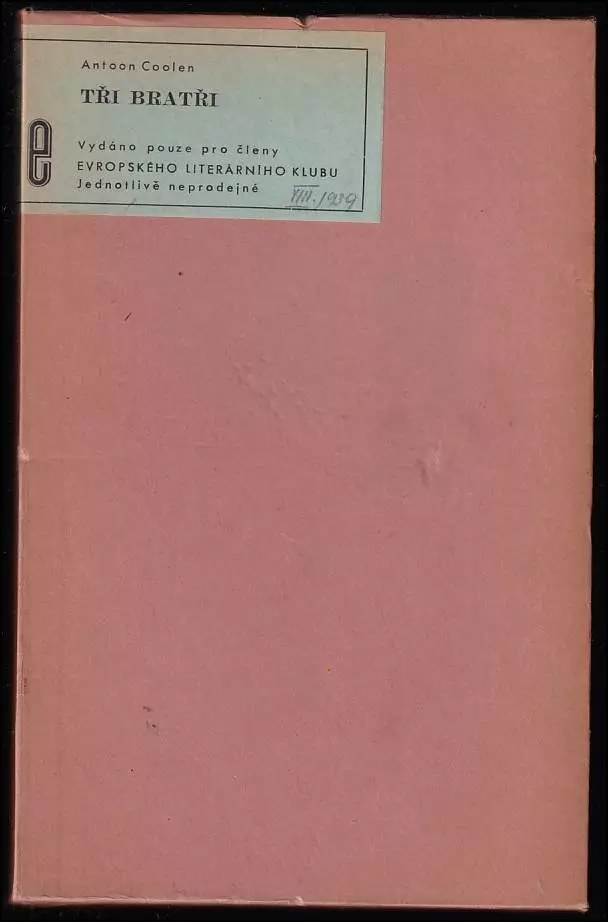 Antoon Coolen
TŘI BRATŘI
e
Vydáno pouze pro členy
EVROPSKÉHO LITERÁRNÍHO KLUBU
Jednotlivě neprodejné
VIII. 1939